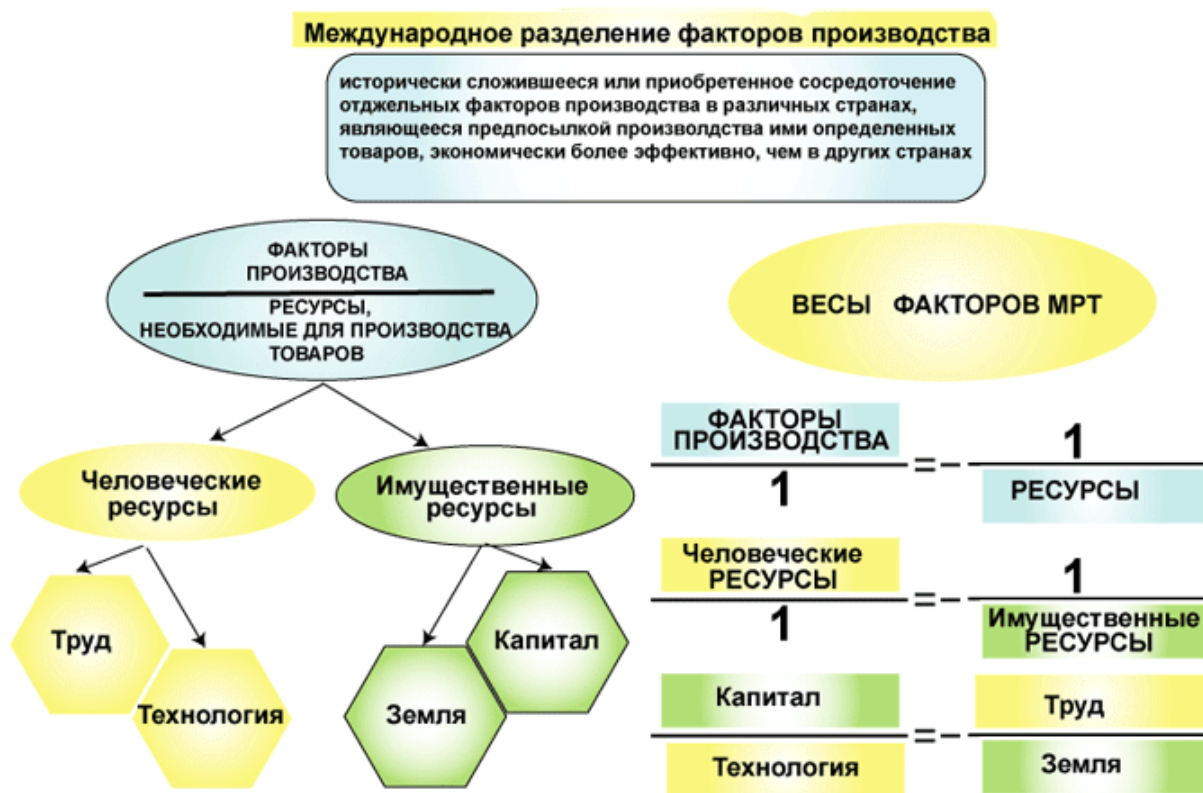 Международное разделение факторов производства
исторически сложившееся или приобретенное сосредоточение
отджельных факторов производства в различных странах,
являющееся предпосылкой произволдства ими определенных
товаров, экономически более эффективно, чем в других странах
ФАКТОРЫ
ПРОИЗВОДСТВА
РЕСУРСЫ,
НЕОБХОДИМЫЕ ДЛЯ ПРОИЗВОДСТВА
ТОВАРОВ
Человеческие
ресурсы
Имущественные
ресурсы
Труд
Технология
Земля
Капитал
ВЕСЫ ФАКТОРОВ МРТ
ФАКТОРЫ
ПРОИЗВОДСТВА
1
=-
1
РЕСУРСЫ
Человеческие
РЕСУРСЫ
1
=-
1
Имущественные
РЕСУРСЫ
Капитал
Технология
=-
Труд
Земля